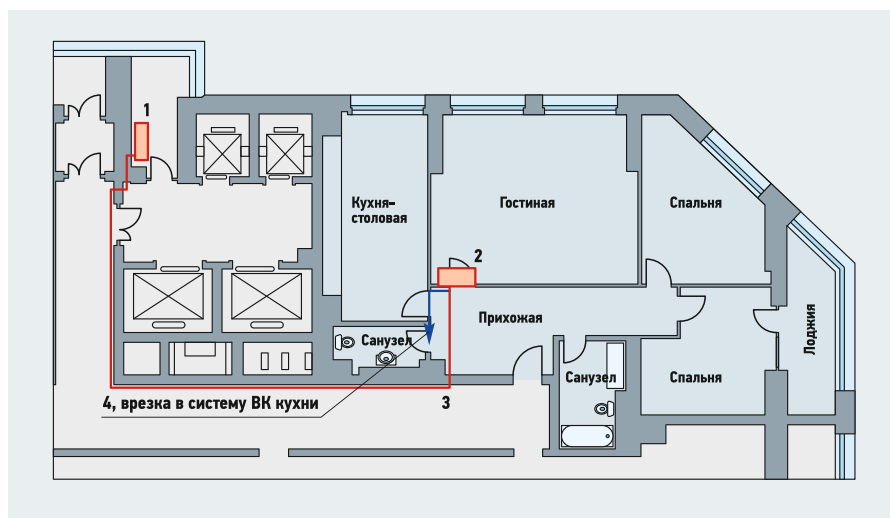 1
Кухня–
столовая
Гостиная
Спальня
2
Прихожая
Санузел
Лоджия
Санузел
Спальня
4, врезка в систему ВК кухни
3